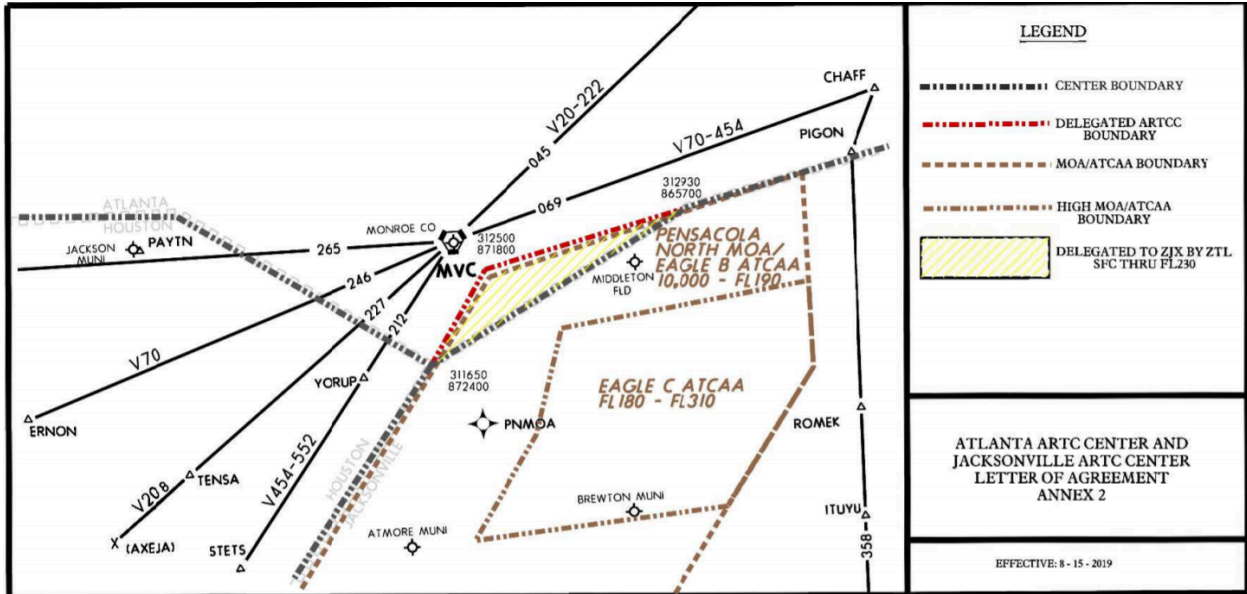 CHAFF
V20-222
V70-454
PIGON
045
069
312930
865700
ATLANTA
HOUSTON
MONROE CO
312500
871800
JACKSON
MUNI
PAYTN
265
MVC
PENSACOLA
NORTH MOA/
EAGLE B ATCAA
10,000 - FL190
MIDDLETON
FLD
246
227
212
V70
YORUP
311650
872400
EAGLE C ATCAA
FL180 - FL310
ERNON
PNMOA
ROMEK
TENSA
V454-552
HOUSTON
JACKSONVILLE
V20 8
BREWTON MUNI
ITUYU
X (AXEJA)
STETS
ATMORE MUNI
358
LEGEND
CENTER BOUNDARY
DELEGATED ARTCC
BOUNDARY
MOA/ATCAA BOUNDARY
HIGH MOA/ATCAA
BOUNDARY
DELEGATED TO ZJX BY ZTL
SFC THRU FL230
ATLANTA ARTC CENTER AND
JACKSONVILLE ARTC CENTER
LETTER OF AGREEMENT
ANNEX 2
EFFECTIVE: 8 - 15 - 2019